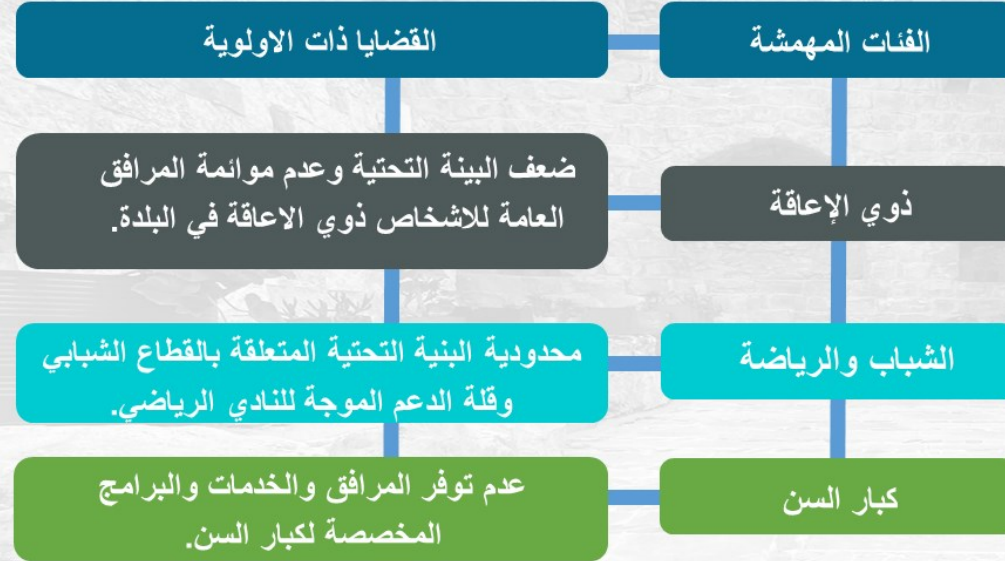 الفئات المهمشة
القضايا ذات الاولوية
ذوي الإعاقة
ضعف البينة التحتية وعدم موائمة المرافق
العامة للاشخاص ذوي الاعاقة في البلدة.
الشباب والرياضة
محدودية البنية التحتية المتعلقة بالقطاع الشبابي
وقلة الدعم الموجة للنادي الرياضي.
كبار السن
عدم توفر المرافق والخدمات والبرامج
المخصصة لكبار السن.